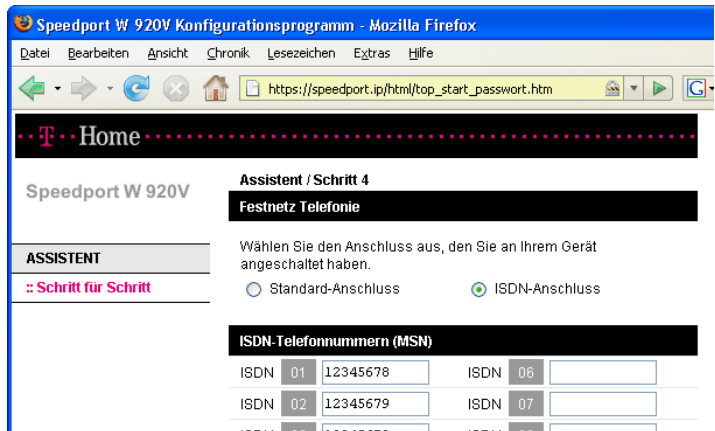 Speedport W 920V Konfigurationsprogramm - Mozilla Firefox
Datei Bearbeiten Ansicht Chronik Lesezeichen Extras Hilfe
https://speedport.ip/html/top_start_passwort.htm G
T Home
Speedport W 920V
Assistent / Schritt 4
Festnetz Telefonie
Wählen Sie den Anschluss aus, den Sie an Ihrem Gerät
angeschaltet haben.
ASSISTENT
:: Schritt für Schritt
Standard-Anschluss ISDN-Anschluss
ISDN-Telefonnummern (MSN)
ISDN 01 12345678 ISDN 06
ISDN 02 12345679 ISDN 07